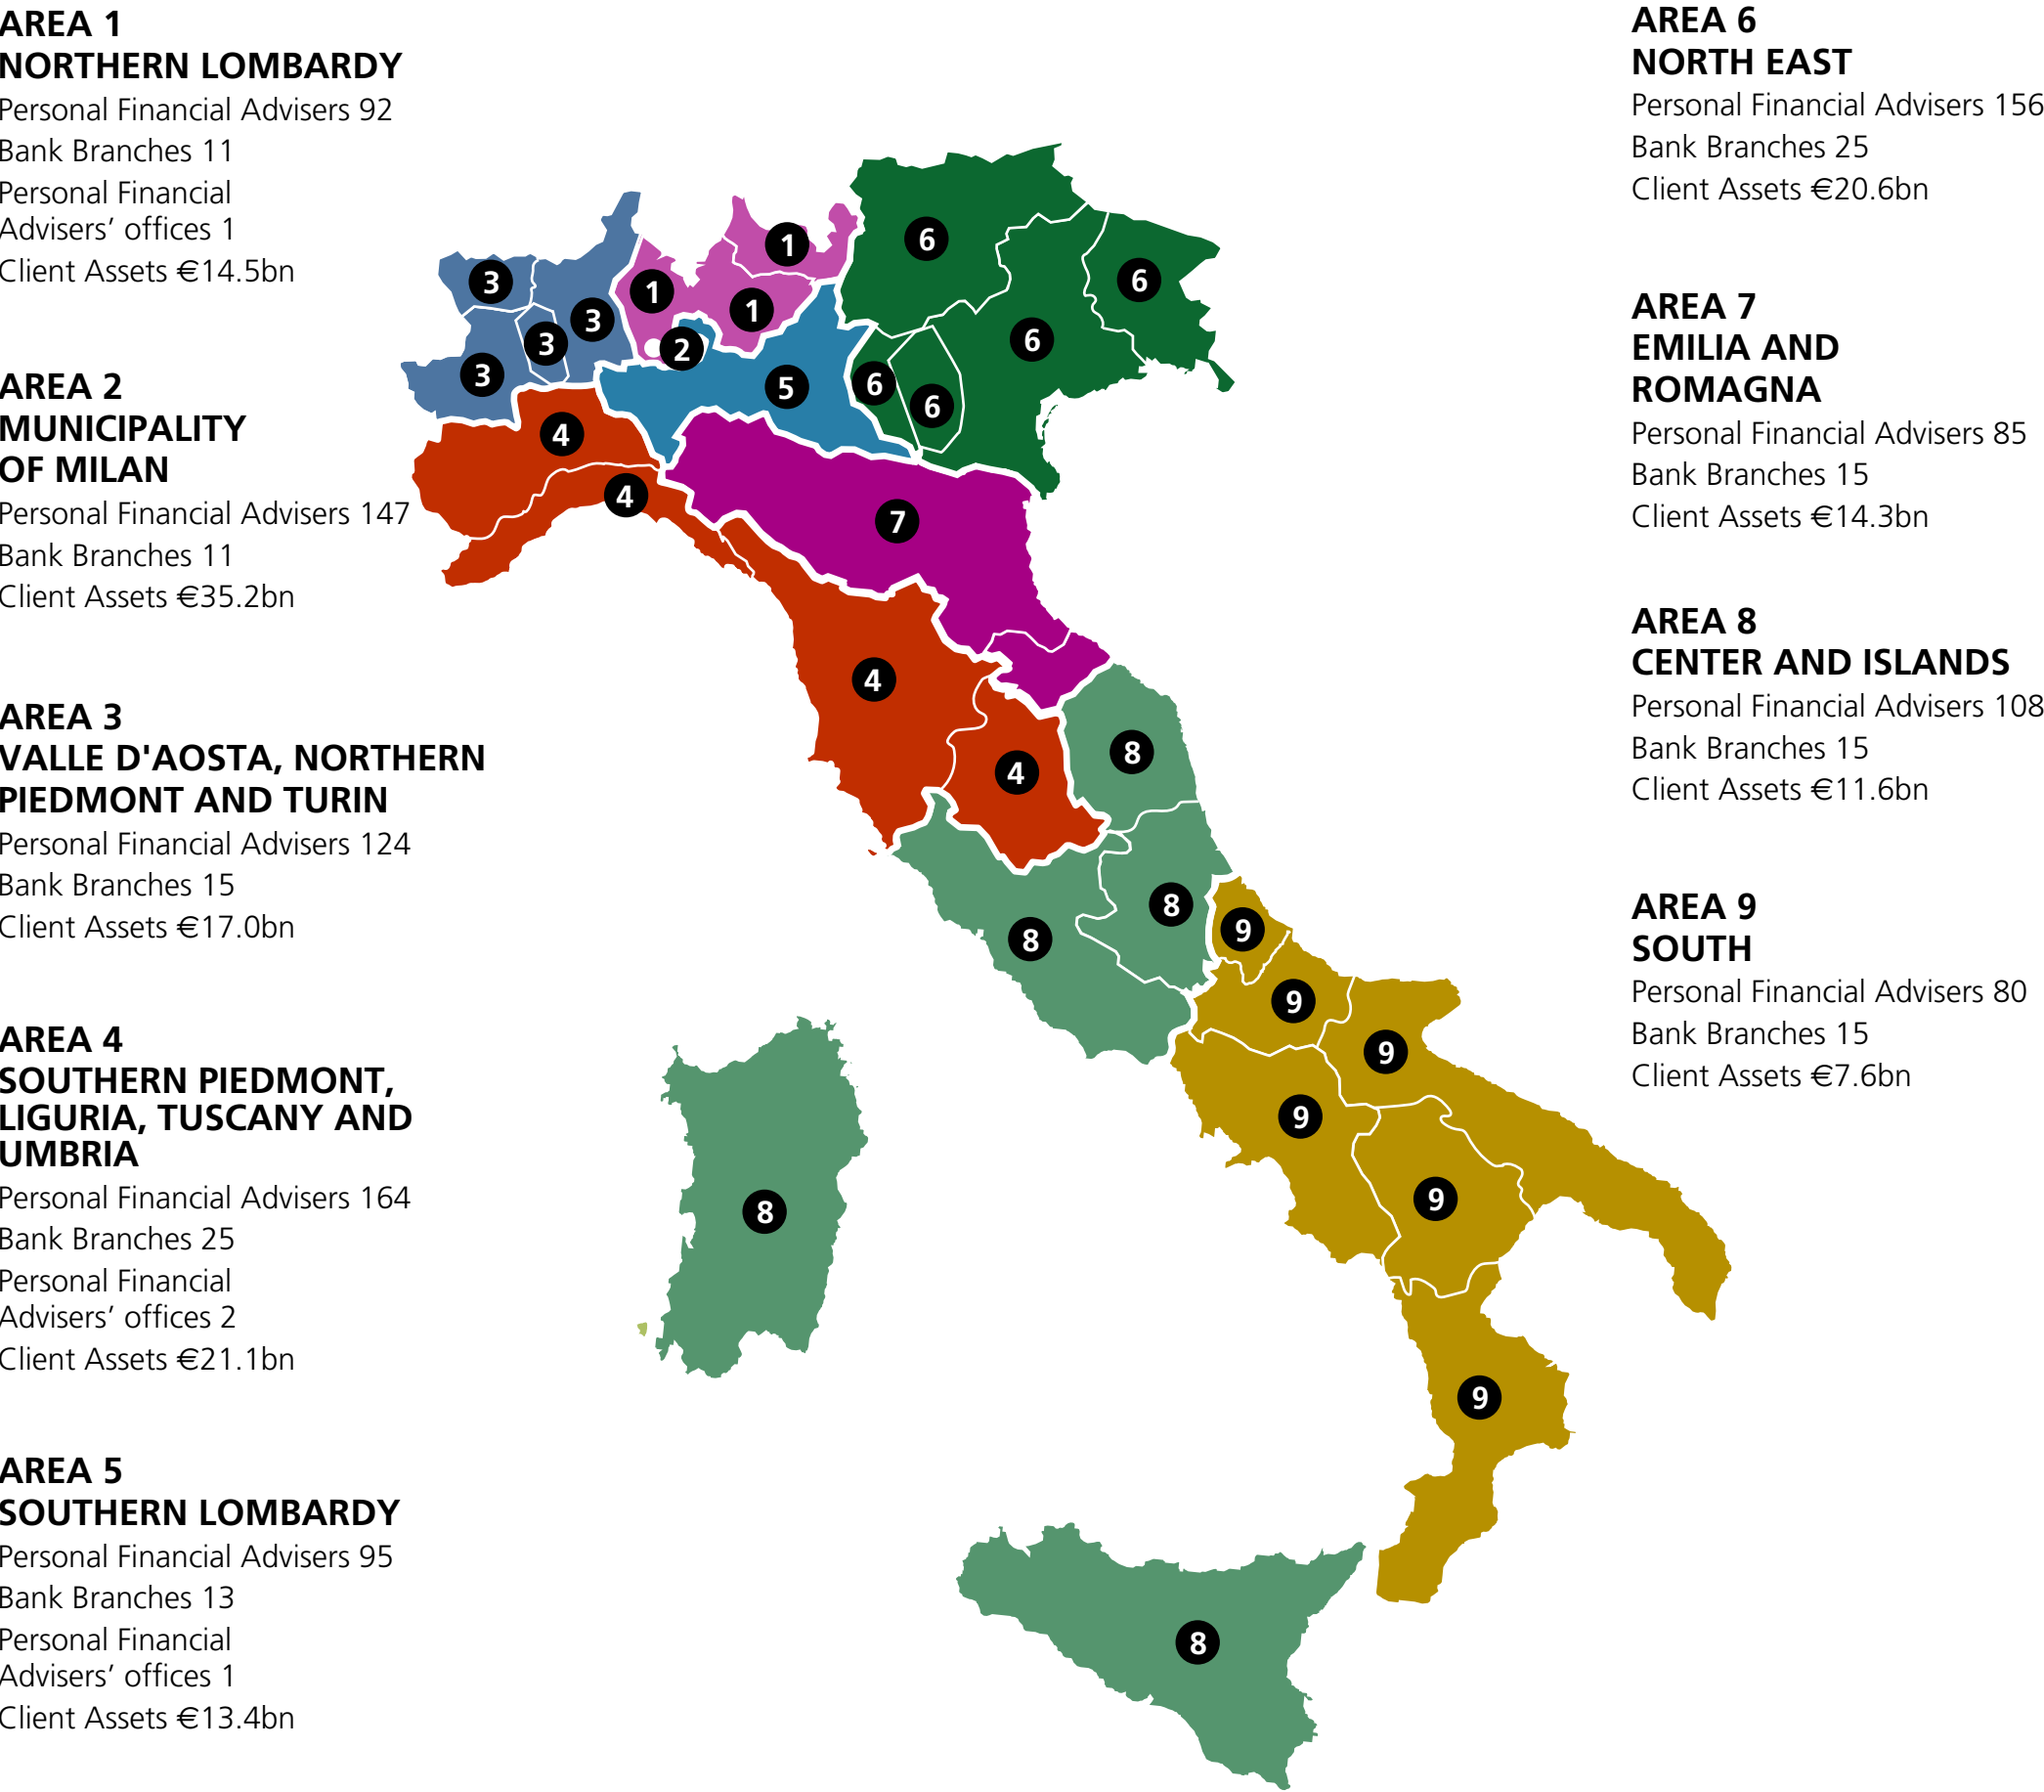 AREA 1
NORTHERN LOMBARDY
Personal Financial Advisers 92
Bank Branches 11
Personal Financial
Advisers’ offices 1
Client Assets €14.5bn
AREA 2
MUNICIPALITY
OF MILAN
Personal Financial Advisers 147
Bank Branches 11
Client Assets €35.2bn
AREA 3
VALLE D'AOSTA, NORTHERN
PIEDMONT AND TURIN
Personal Financial Advisers 124
Bank Branches 15
Client Assets €17.0bn
AREA 4
SOUTHERN PIEDMONT,
LIGURIA, TUSCANY AND
UMBRIA
Personal Financial Advisers 164
Bank Branches 25
Personal Financial
Advisers’ offices 2
Client Assets €21.1bn
AREA 5
SOUTHERN LOMBARDY
Personal Financial Advisers 95
Bank Branches 13
Personal Financial
Advisers’ offices 1
Client Assets €13.4bn
6
1
6
3
1
1
3
6
3
2
3
5
6
6
4
4
7
4
8
4
8
9
8
9
9
9
9
8
9
8
AREA 6
NORTH EAST
Personal Financial Advisers 156
Bank Branches 25
Client Assets €20.6bn
AREA 7
EMILIA AND
ROMAGNA
Personal Financial Advisers 85
Bank Branches 15
Client Assets €14.3bn
AREA 8
CENTER AND ISLANDS
Personal Financial Advisers 108
Bank Branches 15
Client Assets €11.6bn
AREA 9
SOUTH
Personal Financial Advisers 80
Bank Branches 15
Client Assets €7.6bn